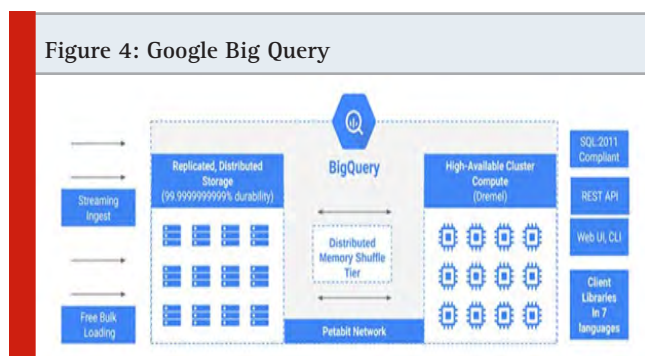 Figure 4: Google Big Query
Streaming
Ingest
Free Bulk
Loading
Replicated, Distributed
Storage
(99.9999999999% durability)
BigQuery
Distributed
Memory Shuffle
Tier
Petabit Network
High-Available Cluster
Compute
(Dremel)
SQL:2011
Compliant
REST API
Web UI, CLI
Client
Libraries
In 7
languages